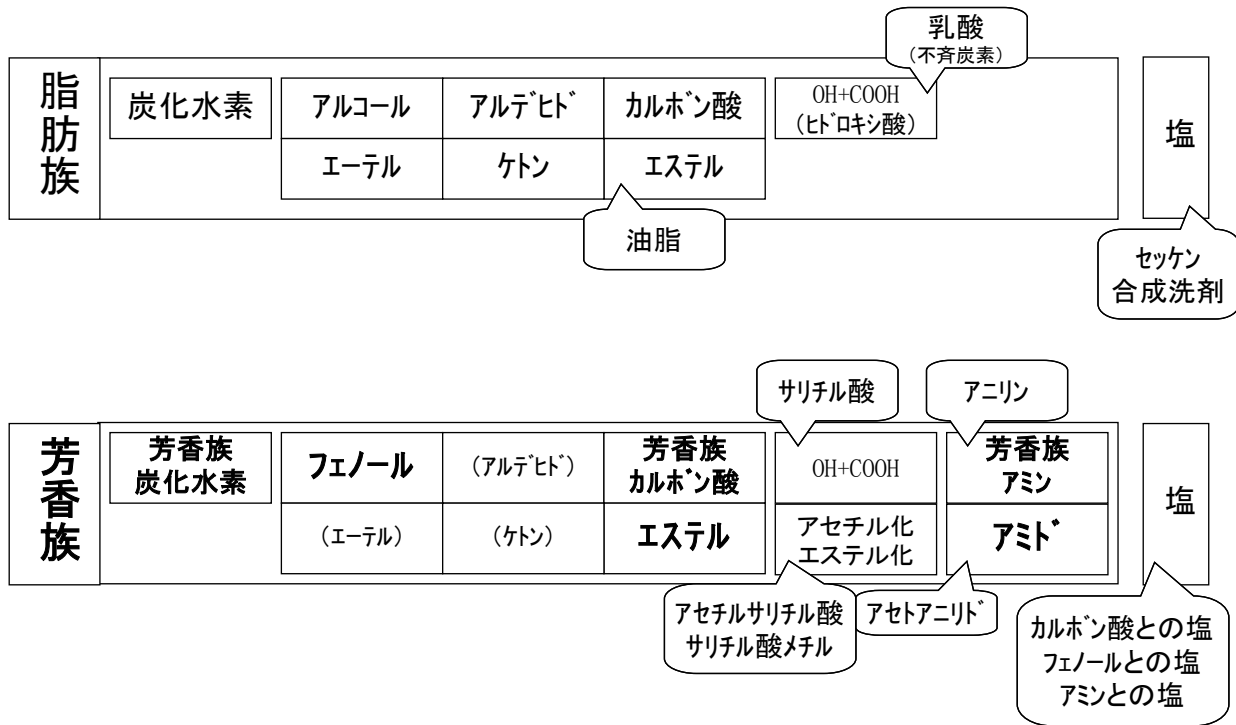 乳酸
(不斉炭素)
脂肪族
炭化水素
アルコール
アルデヒド
カルボン酸
OH+COOH
(ヒドロキシ酸)
塩
エーテル
ケトン
エステル
油脂
セッケン
合成洗剤
サリチル酸
アニリン
芳香族
芳香族
炭化水素
フェノール
(アルデヒド)
芳香族
カルボン酸
OH+COOH
芳香族
アミン
塩
(エーテル)
(ケトン)
エステル
アセチル化
エステル化
アミド
アセチルサリチル酸
サリチル酸メチル
アセトアニリド
カルボン酸との塩
フェノールとの塩
アミンとの塩